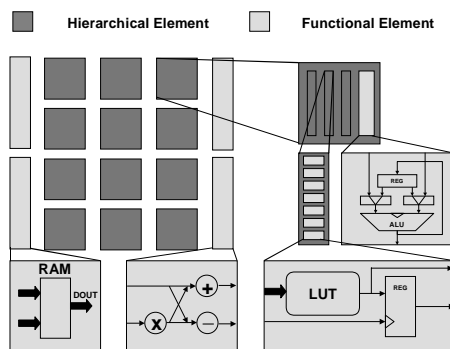 Hierarchical Element
Functional Element
REG
ALU
RAM
DOUT
X
+
−
LUT
REG